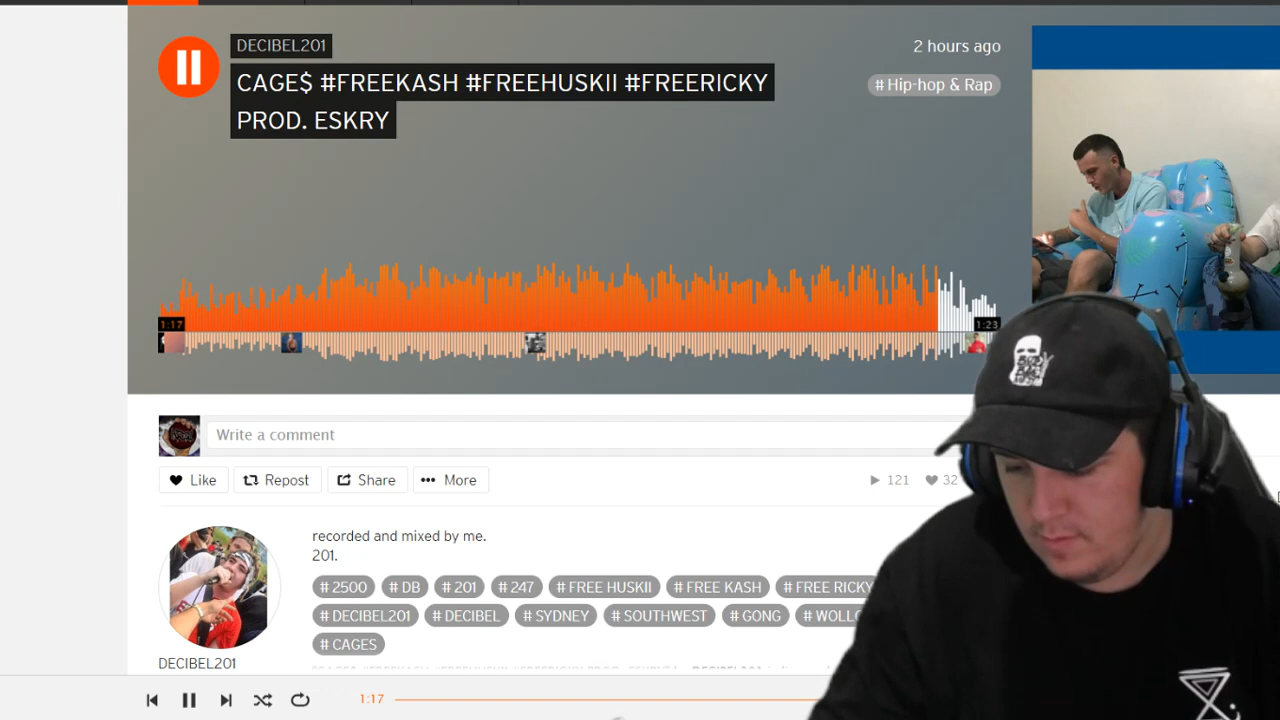 DECIBEL201
2 hours ago
CAGE$ #FREEKASH #FREEHUSKII #FREERICKY
PROD. ESKRY
# Hip-hop & Rap
1:17
1:23
Write a comment
Like
Repost
Share
More
121
32
recorded and mixed by me.
201.
# 2500 # DB # 201 # 247 # FREE HUSKII # FREE KASH # FREE RICKY
# DECIBEL201 # DECIBEL # SYDNEY # SOUTHWEST # GONG # WOLLO
# CAGES
DECIBEL201
1:17